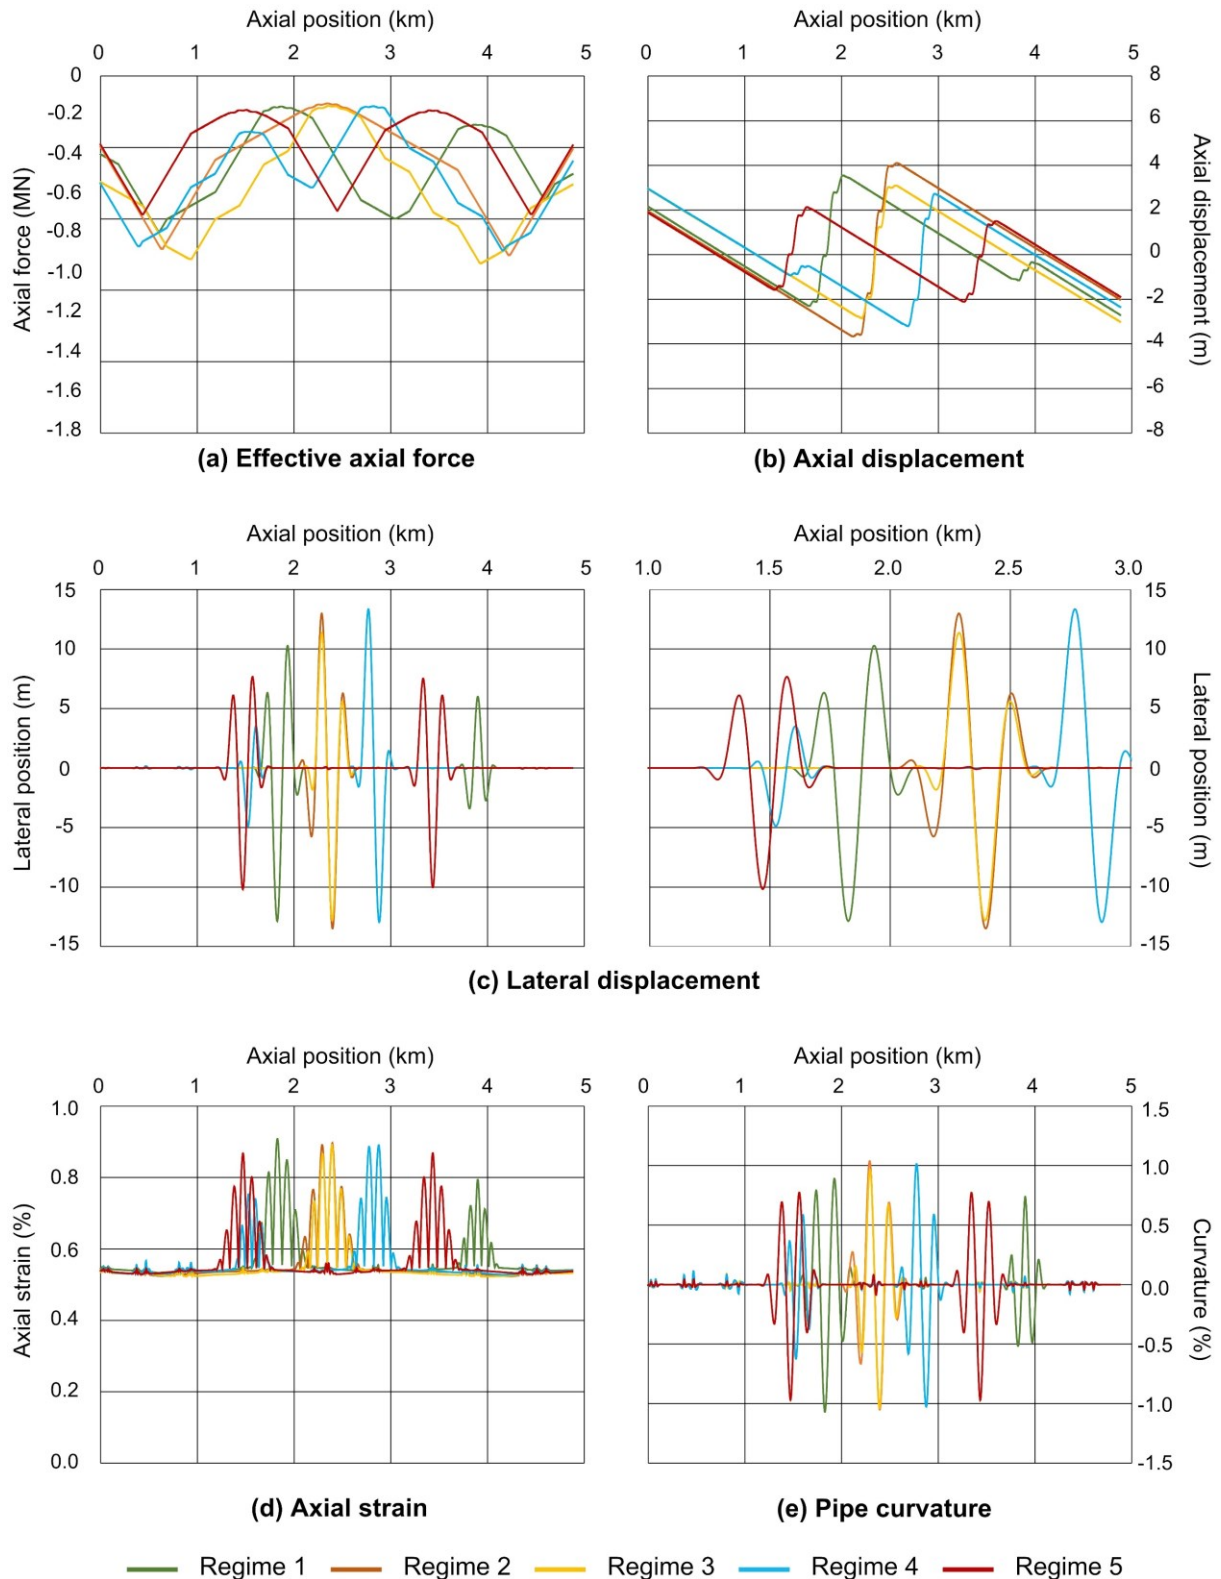 Axial position (km)
0 1 2 3 4 5
0
-0.2
-0.4
-0.6
-0.8
-1.0
-1.2
-1.4
-1.6
-1.8
Axial force (MN)
(a) Effective axial force
Axial position (km)
0 1 2 3 4 5
8
6
4
2
0
-2
-4
-6
-8
Axial displacement (m)
(b) Axial displacement
Axial position (km)
0 1 2 3 4 5
15
10
5
0
-5
-10
-15
Lateral position (m)
Axial position (km)
1.0 1.5 2.0 2.5 3.0
15
10
5
0
-5
-10
-15
Lateral position (m)
(c) Lateral displacement
Axial position (km)
0 1 2 3 4 5
1.0
0.8
0.6
0.4
0.2
0.0
Axial strain (%)
(d) Axial strain
Axial position (km)
0 1 2 3 4 5
1.5
1.0
0.5
0.0
-0.5
-1.0
-1.5
Curvature (%)
(e) Pipe curvature
Regime 1 Regime 2 Regime 3 Regime 4 Regime 5